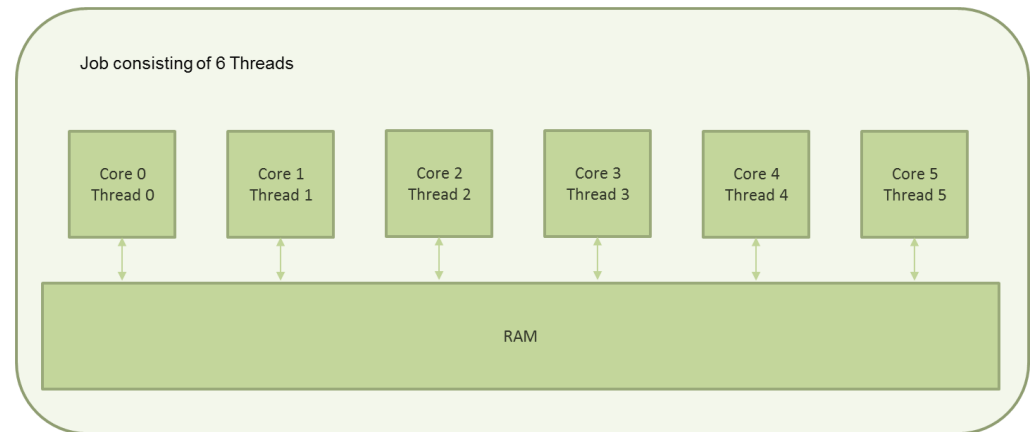 Job consisting of 6 Threads
Core 0
Thread 0
Core 1
Thread 1
Core 2
Thread 2
Core 3
Thread 3
Core 4
Thread 4
Core 5
Thread 5
RAM